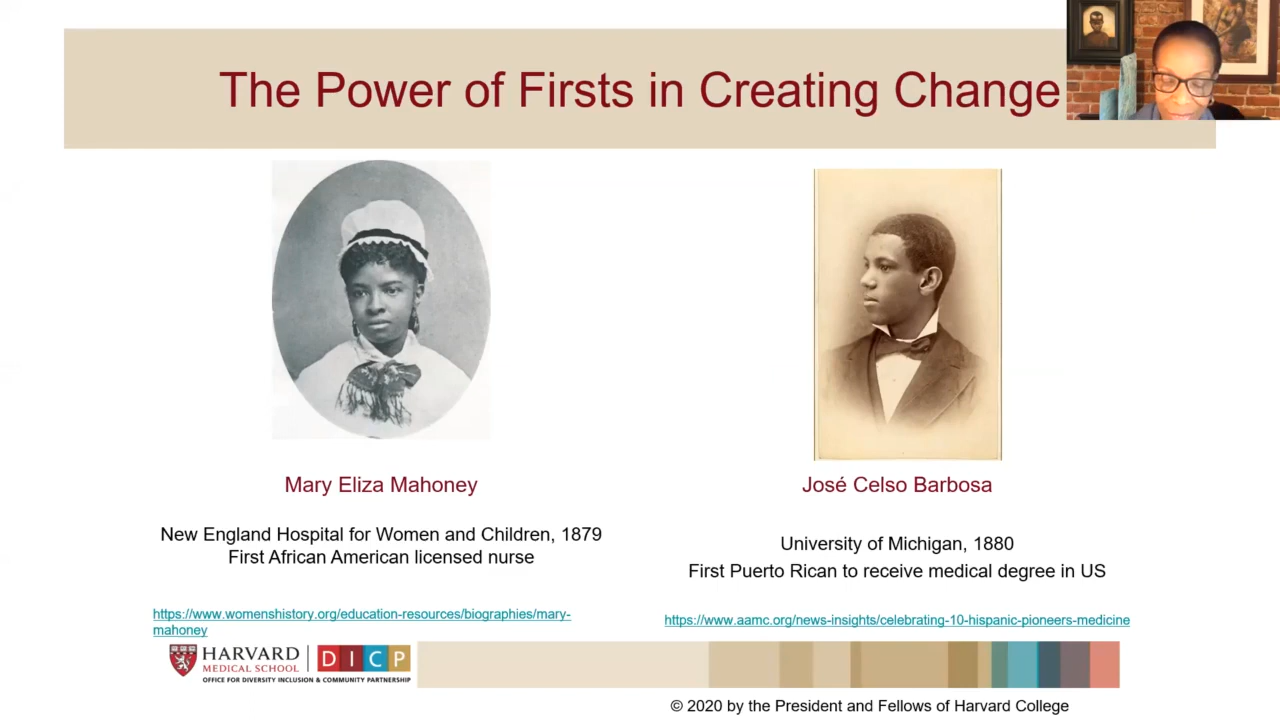 The Power of Firsts in Creating Change
Mary Eliza Mahoney
New England Hospital for Women and Children, 1879
First African American licensed nurse
https://www.womenshistory.org/education-resources/biographies/mary-
mahoney
José Celso Barbosa
University of Michigan, 1880
First Puerto Rican to receive medical degree in US
https://www.aamc.org/news-insights/celebrating-10-hispanic-pioneers-medicine
HARVARD
MEDICAL SCHOOL
D I C P
OFFICE FOR DIVERSITY INCLUSION & COMMUNITY PARTNERSHIP
© 2020 by the President and Fellows of Harvard College